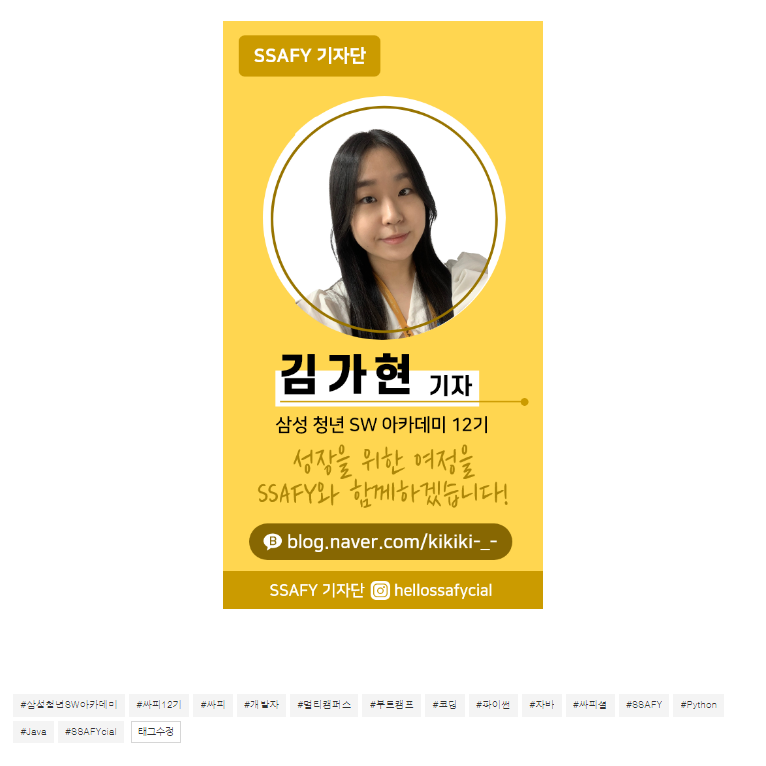 SSAFY 기자단
김가현 기자
삼성 청년 SW 아카데미 12기
성장을 위한 여정을
SSAFY와 함께하겠습니다!
blog.naver.com/kikiki-_-
SSAFY 기자단 hellossafycial
#삼성청년SW아카데미 #싸피12기 #싸피 #개발자 #멀티캠퍼스 #부트캠프 #코딩 #파이썬 #자바 #싸피셜 #SSAFY #Python
#Java #SSAFYcial 태그수정